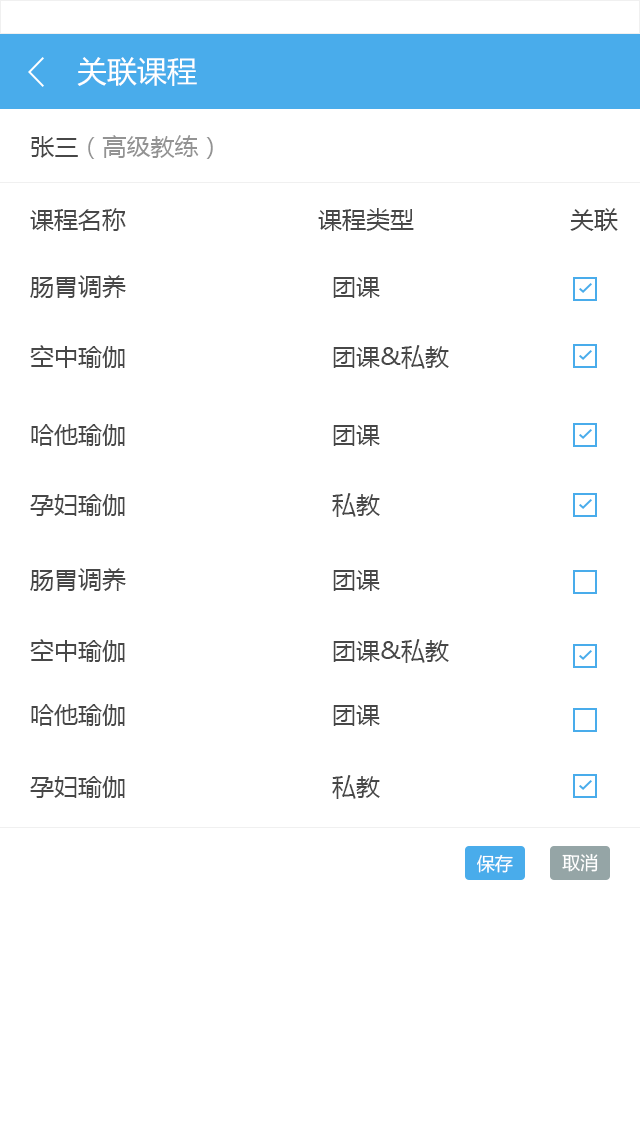 关联课程
张三（高级教练）
课程名称 课程类型 关联
肠胃调养 团课
空中瑜伽 团课&私教
哈他瑜伽 团课
孕妇瑜伽 私教
肠胃调养 团课
空中瑜伽 团课&私教
哈他瑜伽 团课
孕妇瑜伽 私教
保存 取消